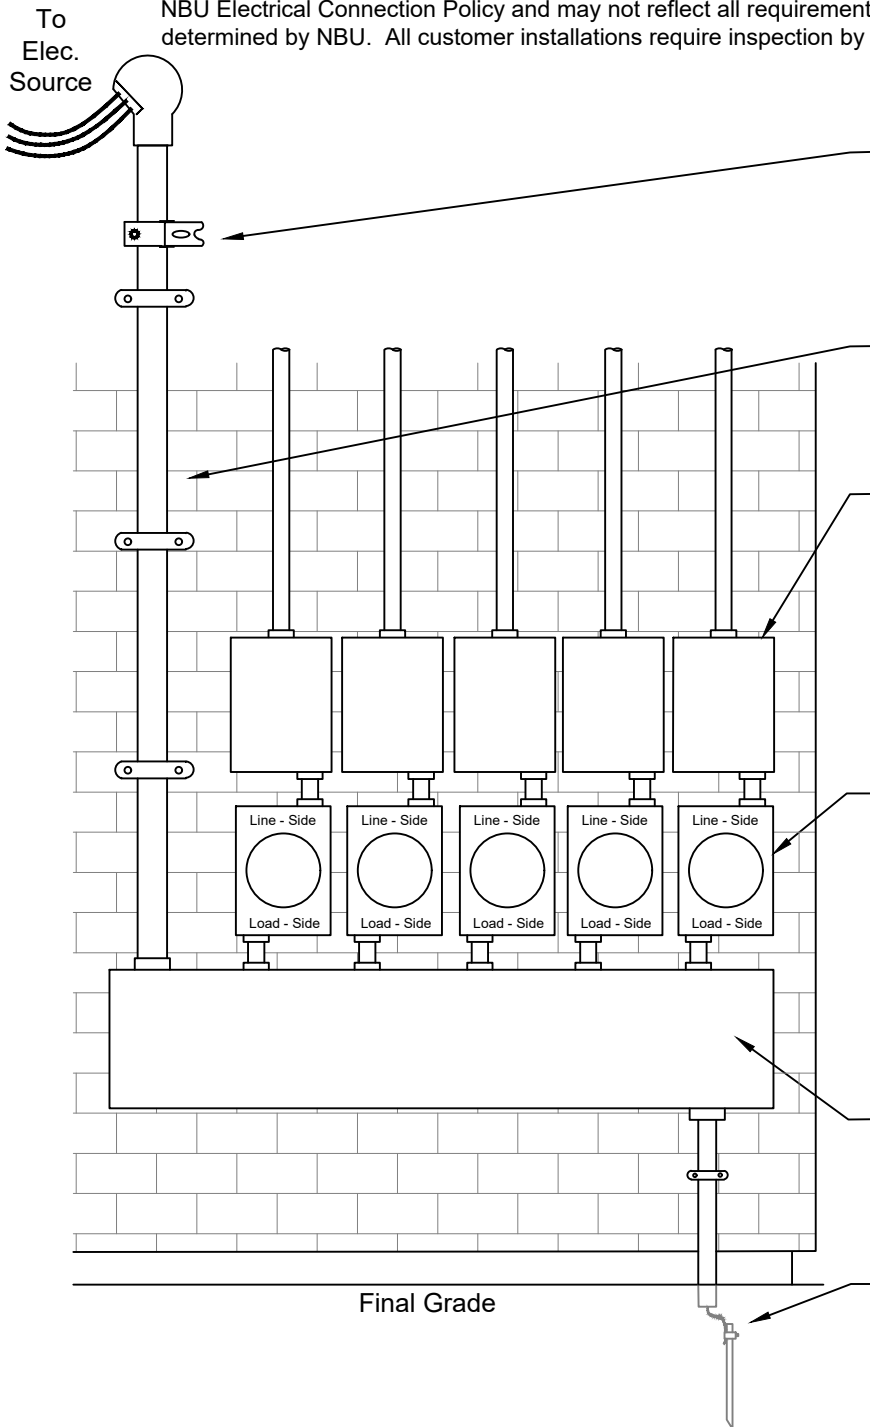 NBU Electrical Connection Policy and may not reflect all requirement
determined by NBU.  All customer installations require inspection by
To
Elec.
Source
Line - Side
Line - Side
Line - Side
Line - Side
Line - Side
Load - Side
Load - Side
Load - Side
Load - Side
Load - Side
Final Grade